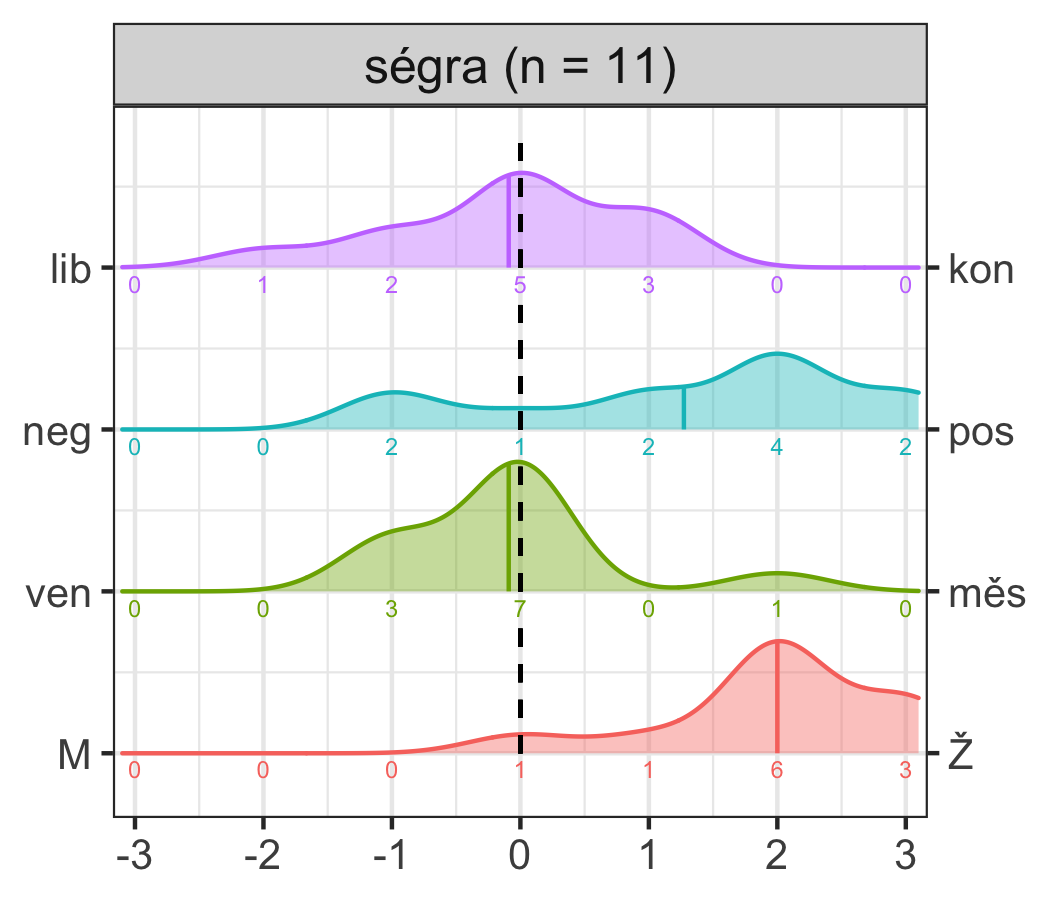 ségra (n = 11)
lib kon
0 1 2 5 3 0 0
neg pos
0 0 2 1 2 4 2
ven měs
0 0 3 7 0 1 0
M Ž
0 0 0 1 1 6 3
-3 -2 -1 0 1 2 3